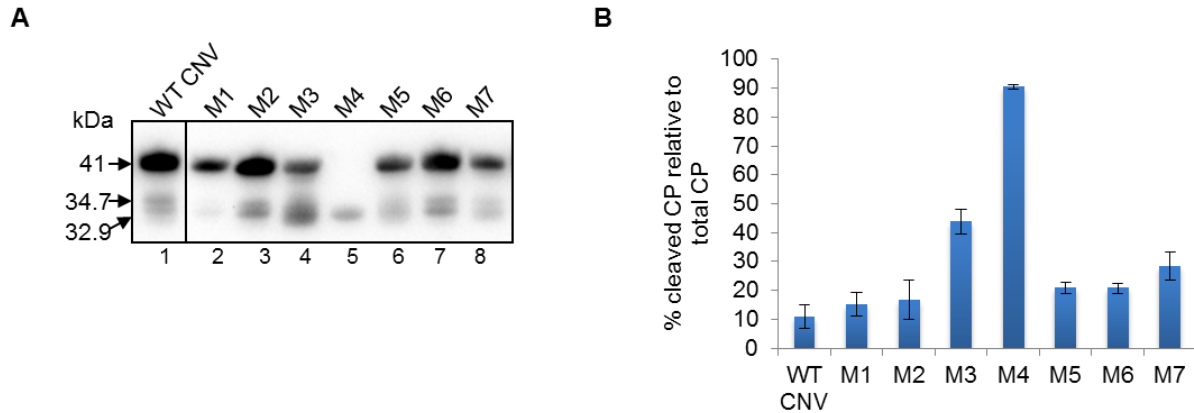 A
WT CNV M1 M2 M3 M4 M5 M6 M7
kDa
41
34.7
32.9
1 2 3 4 5 6 7 8
B
% cleaved CP relative to
total CP
100
90
80
70
60
50
40
30
20
10
0
WT CNV M1 M2 M3 M4 M5 M6 M7